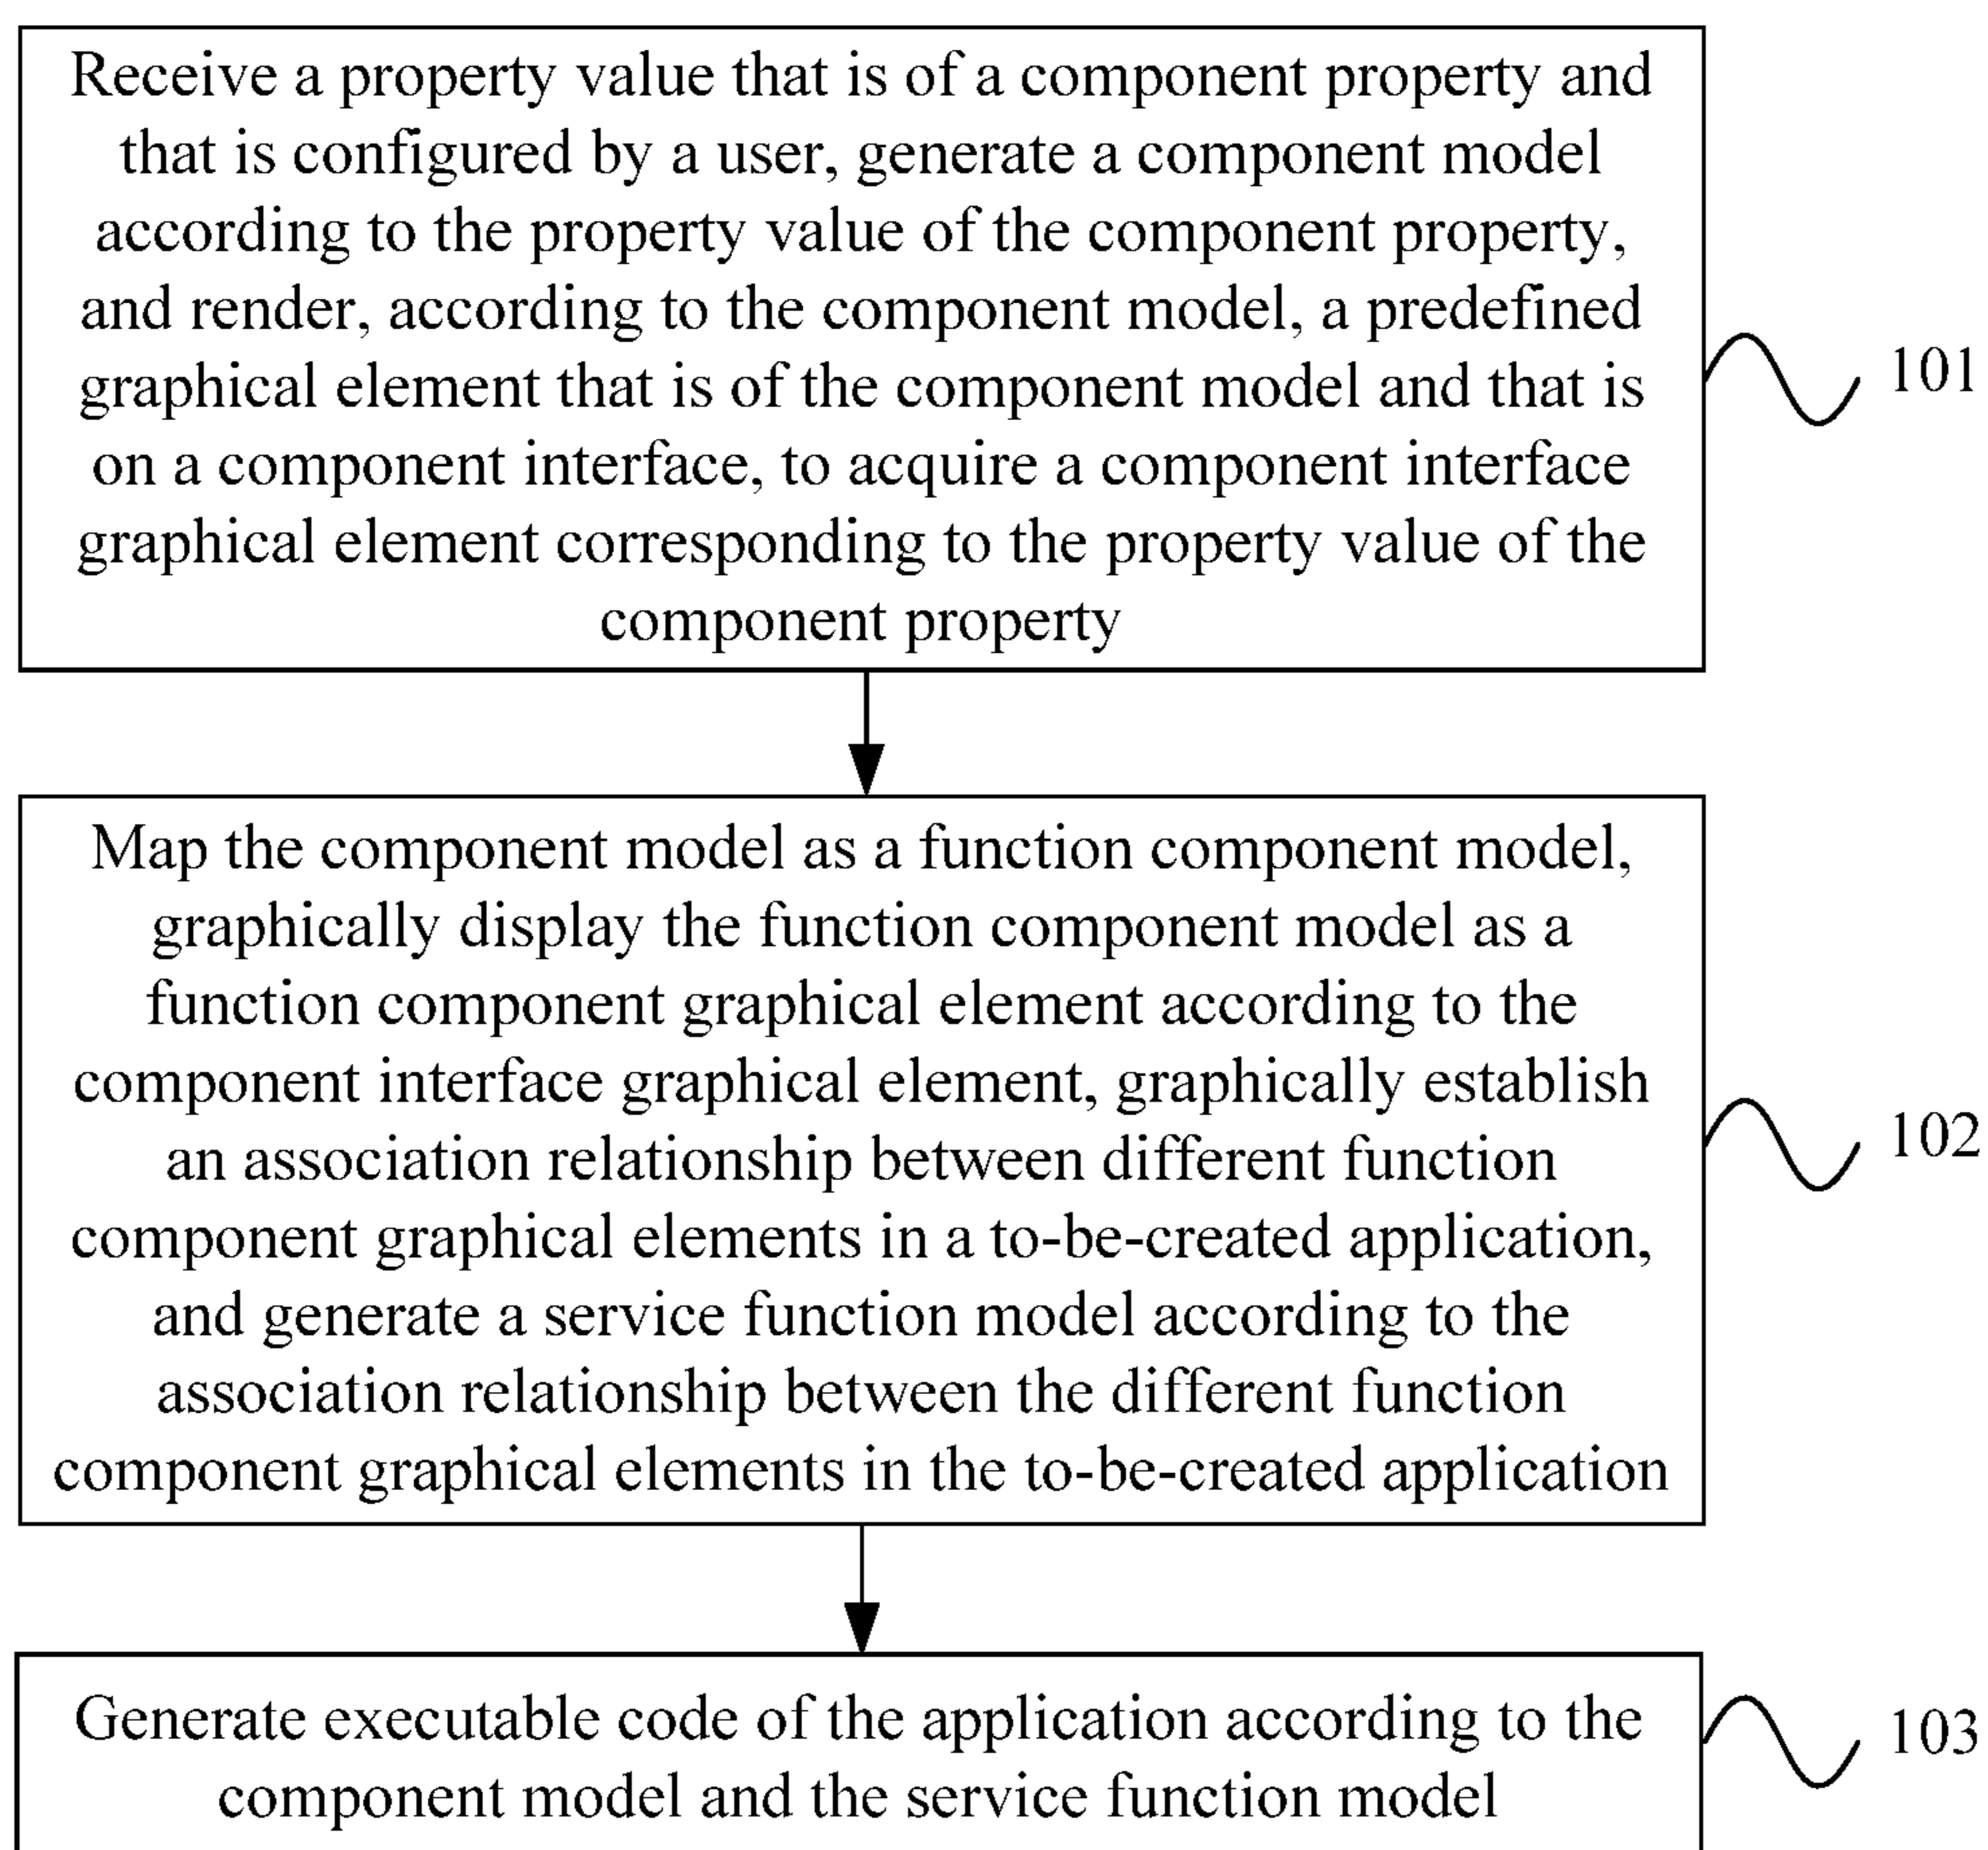 Receive a property value that is of a component property and
that is configured by a user, generate a component model
according to the property value of the component property,
and render, according to the component model, a predefined
graphical element that is of the component model and that is
on a component interface, to acquire a component interface
graphical element corresponding to the property value of the
component property
101
Map the component model as a function component model,
graphically display the function component model as a
function component graphical element according to the
component interface graphical element, graphically establish
an association relationship between different function
component graphical elements in a to-be-created application,
and generate a service function model according to the
association relationship between the different function
component graphical elements in the to-be-created application
102
Generate executable code of the application according to the
component model and the service function model
103